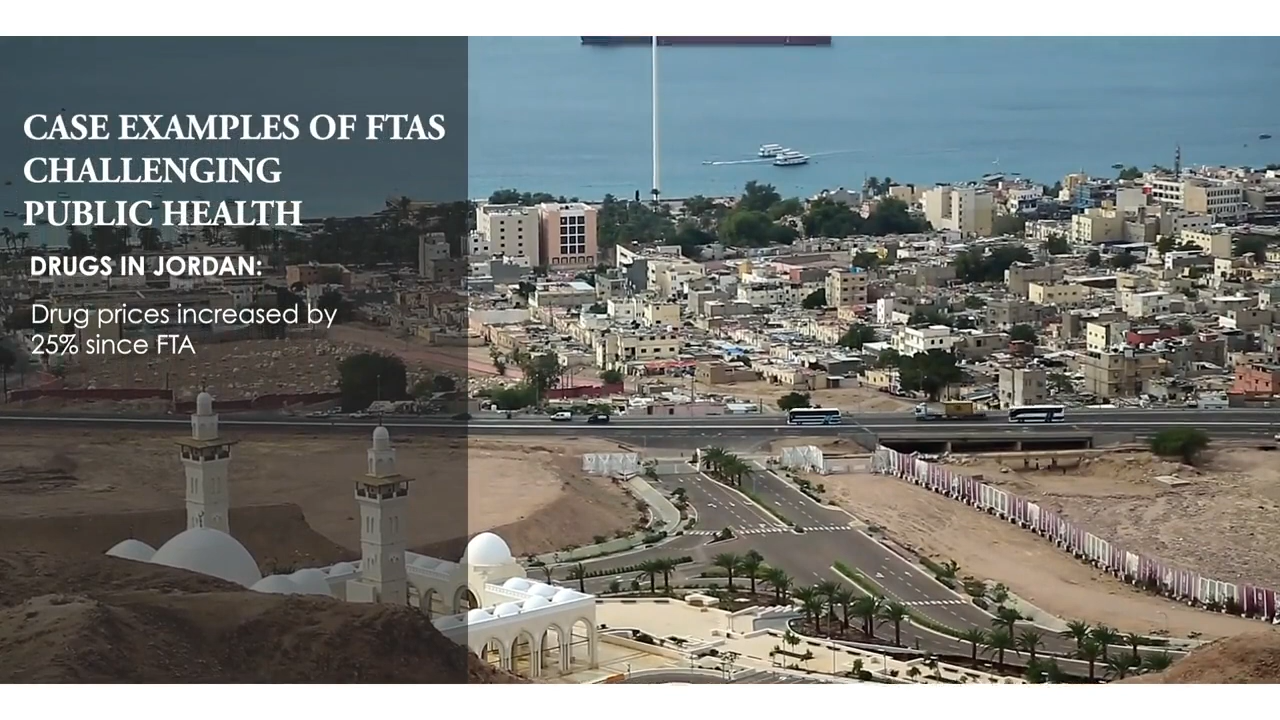 CASE EXAMPLES OF FTAS
CHALLENGING
PUBLIC HEALTH
DRUGS IN JORDAN:
Drug prices increased by
25% since FTA